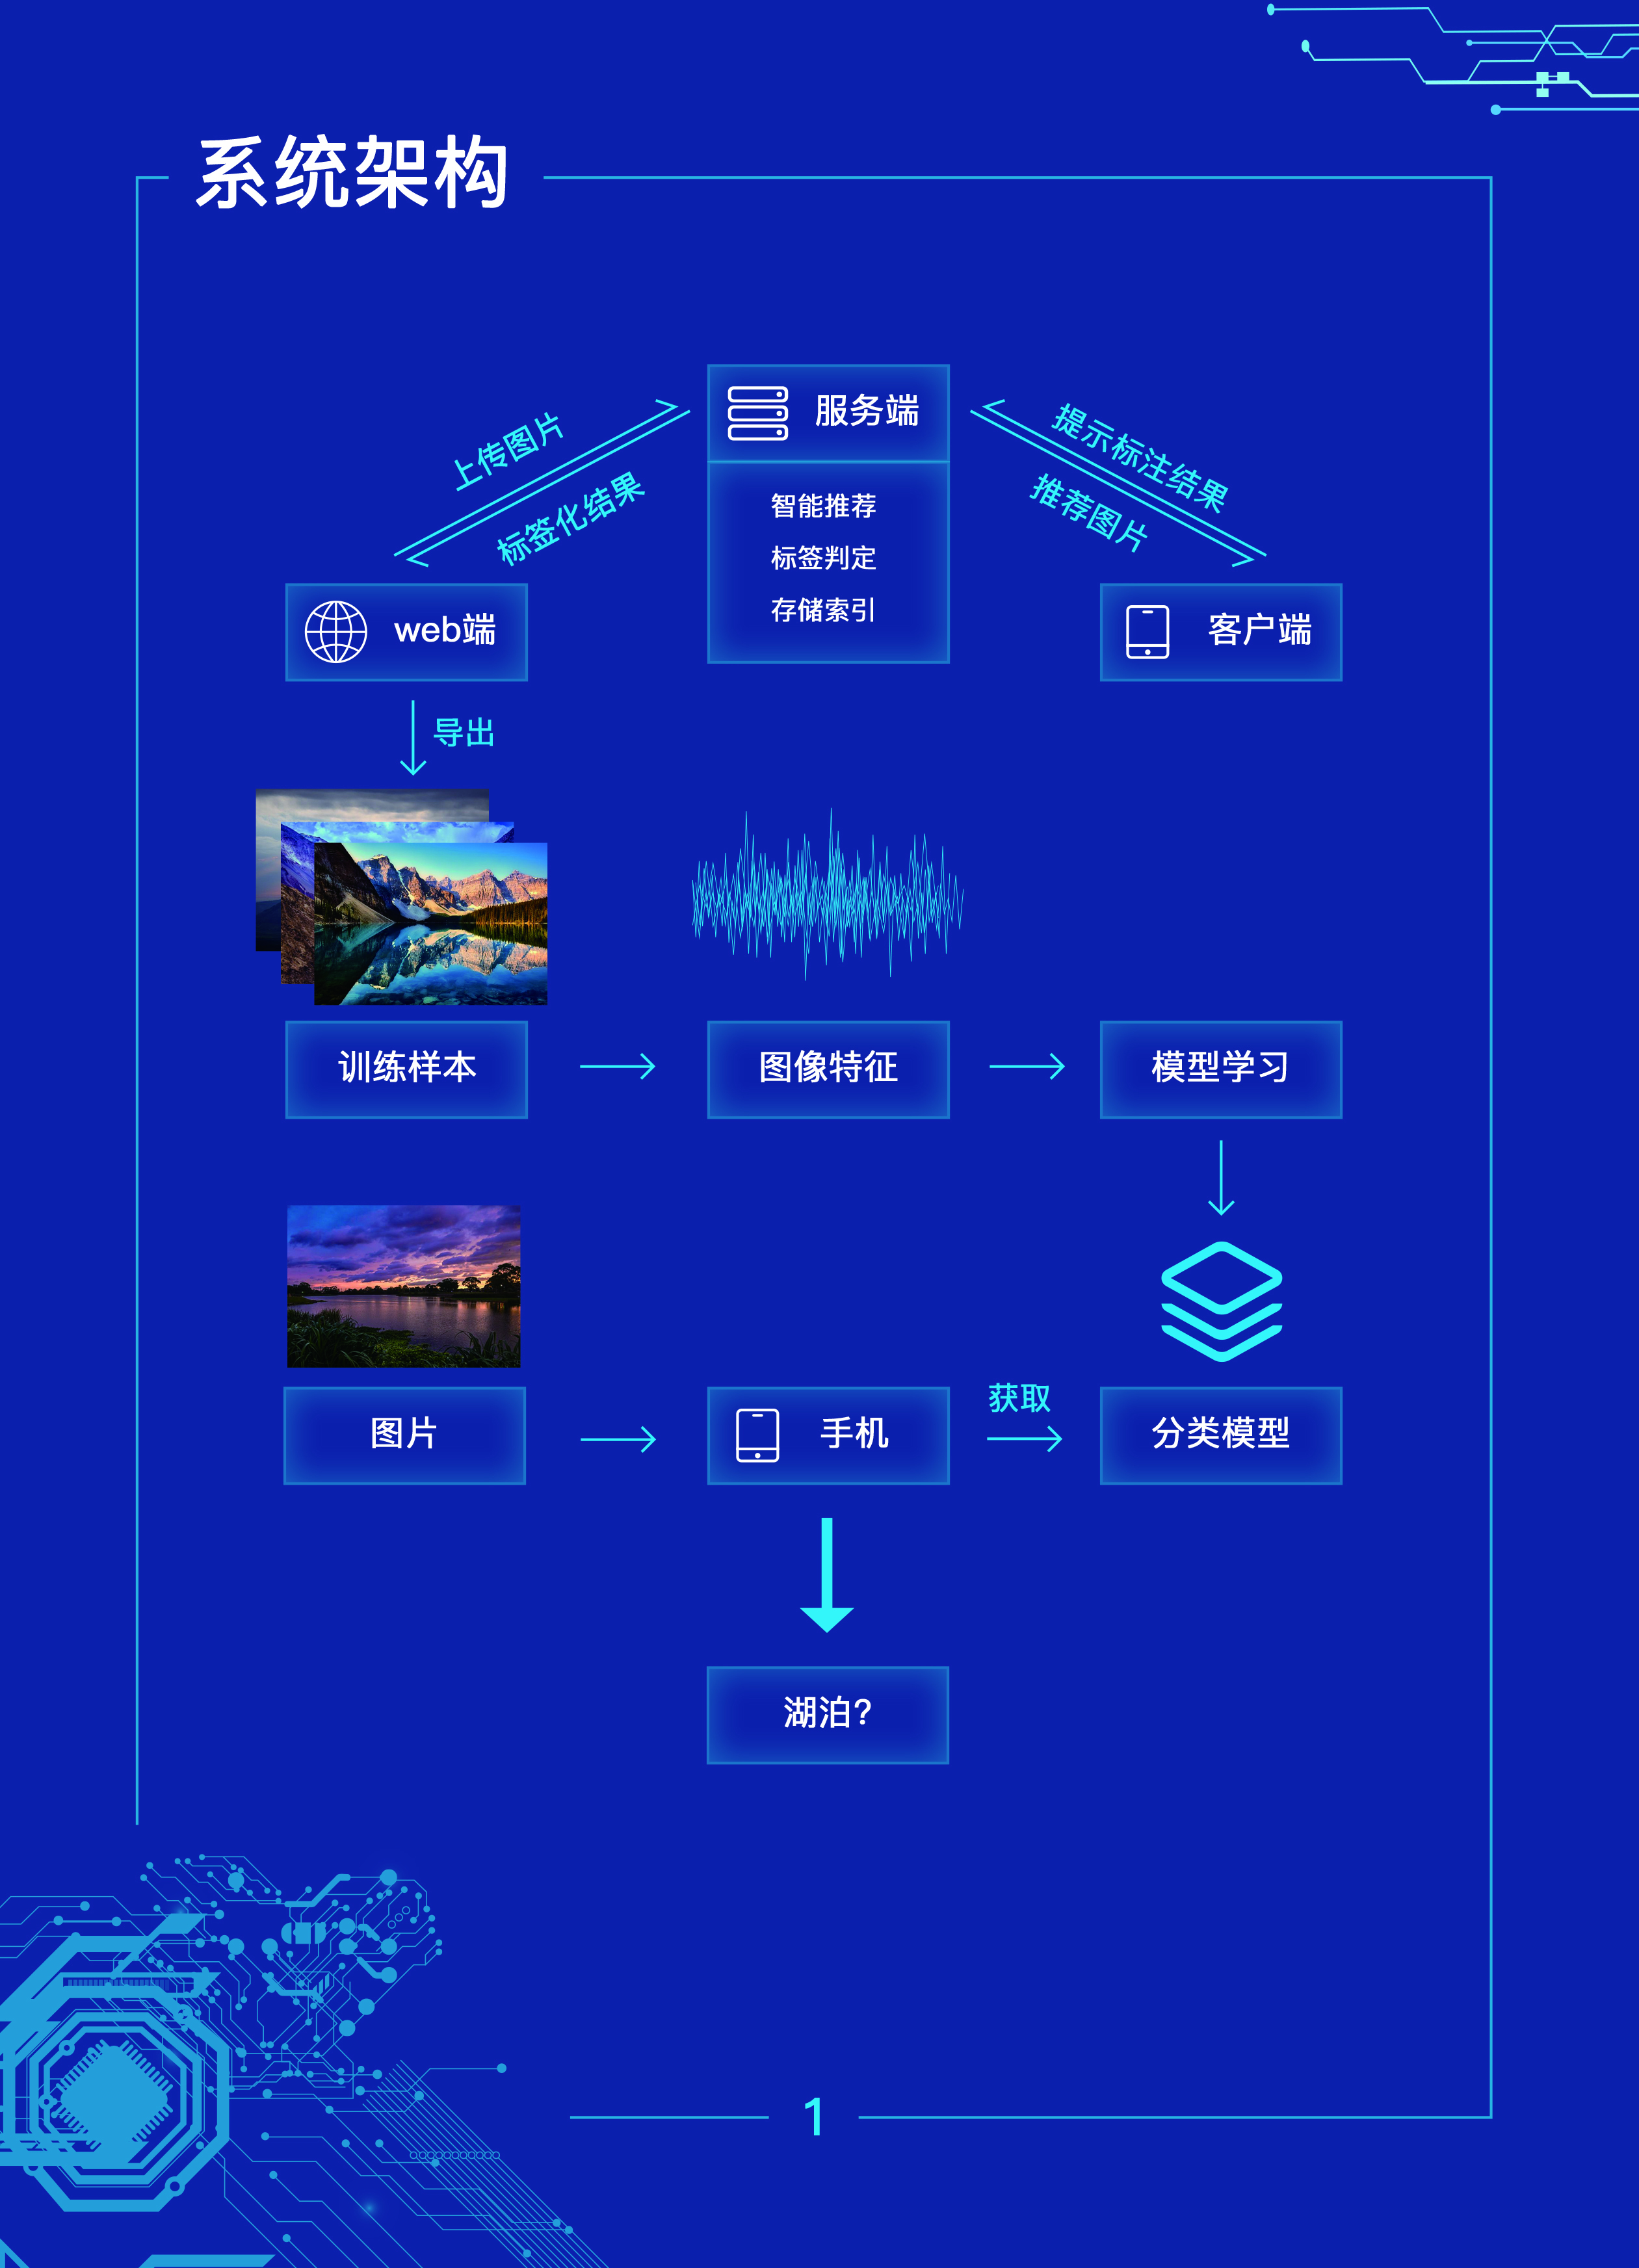 系统架构
服务端
上传图片
标签化结果
提示标注结果
推荐图片
智能推荐
标签判定
存储索引
web端
客户端
导出
训练样本
图像特征
模型学习
获取
图片
手机
分类模型
湖泊?
1